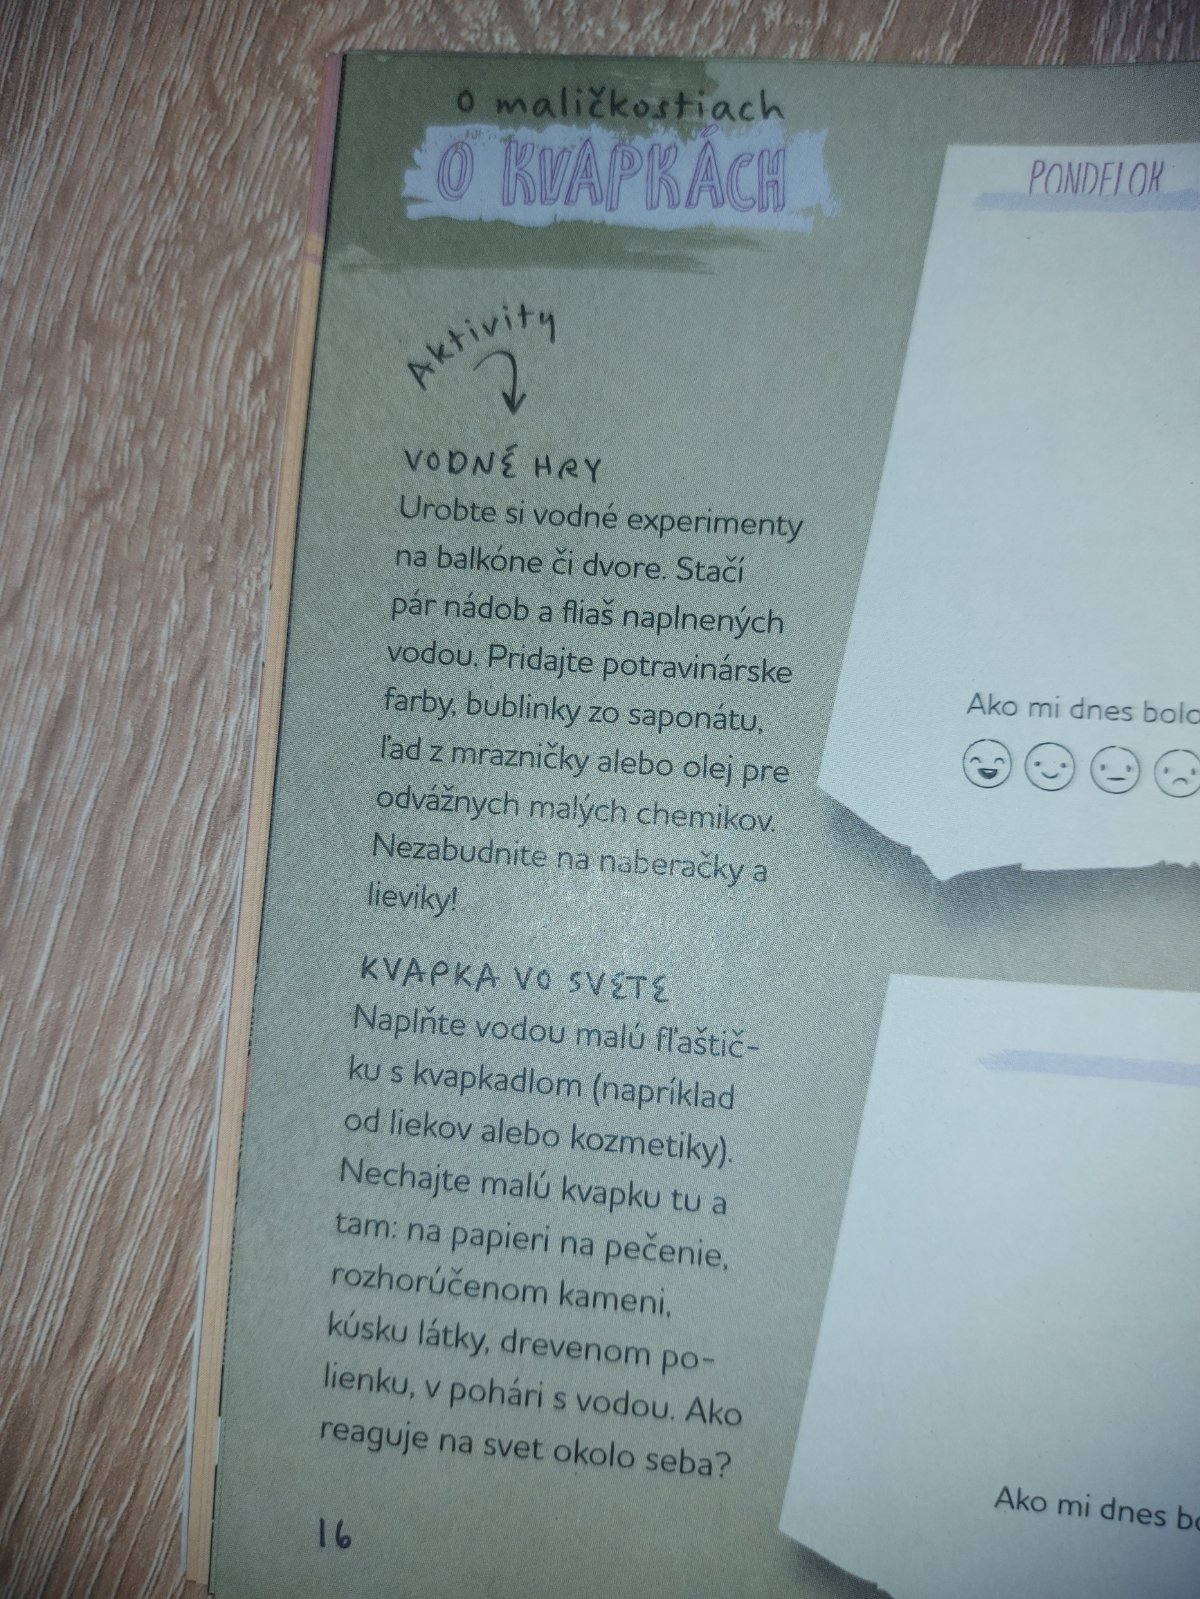 o maličkostiach
O KVAPKÁCH
Aktivity
VODNÉ HRY
Urobte si vodné experimenty
na balkóne či dvore. Stačí
pár nádob a fliaš naplnených
vodou. Pridajte potravinárske
farby, bublinky zo saponátu,
ľad z mrazničky alebo olej pre
odvážnych malých chemikov.
Nezabudnite na naberačky a
lieviky!
KVAPKA VO SVETE
Naplňte vodou malú fľaštič-
ku s kvapkadlom (napríklad
od liekov alebo kozmetiky).
Nechajte malú kvapku tu a
tam: na papieri na pečenie,
rozhorúčenom kameni,
kúsku látky, drevenom po-
lienku, v pohári s vodou. Ako
reaguje na svet okolo seba?
16
PONDELOK
Ako mi dnes bolo
Ako mi dnes bo